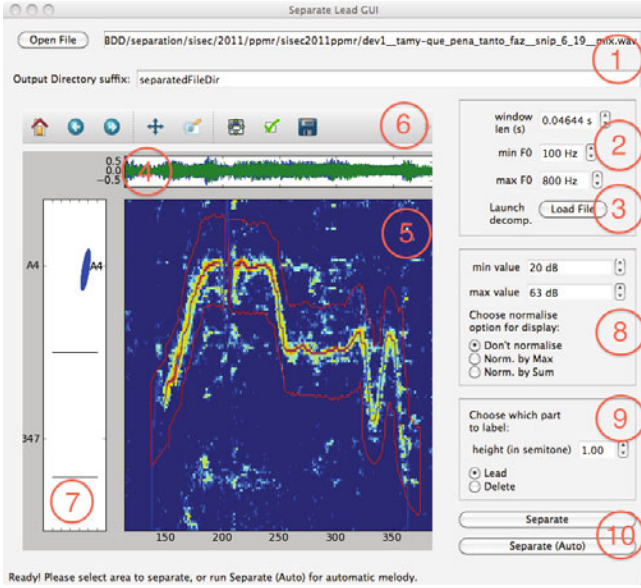 Separate Lead GUI
Open File
BDD/separation/sisec/2011/ppmr/sisec2011ppmr/dev1__tamy-que_pena_tanto_faz__snip_6_19__mix.wav
1
Output Directory suffix: separatedFileDir
6
window len (s) 0.04644 s
2
min F0 100 Hz
max F0 800 Hz
Launch decomp. Load File
3
0.5
0.0
−0.5
4
5
A4
A4
347
7
150 200 250 300 350
min value 20 dB
max value 63 dB
Choose normalise
option for display:
8
Don't normalise
Norm. by Max
Norm. by Sum
Choose which part
to label:
9
height (in semitone) 1.00
Lead
Delete
Separate
Separate (Auto)
10
Ready! Please select area to separate, or run Separate (Auto) for automatic melody.